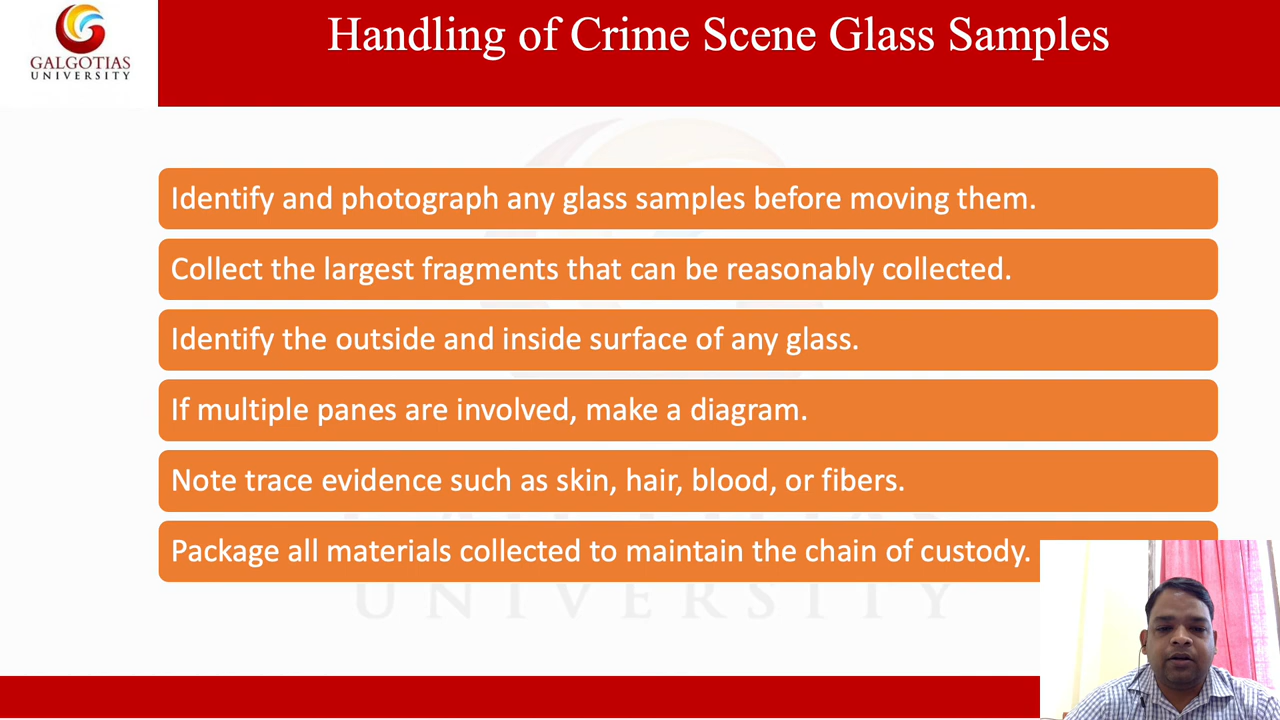 GALGOTIAS
UNIVERSITY
Handling of Crime Scene Glass Samples
Identify and photograph any glass samples before moving them.
Collect the largest fragments that can be reasonably collected.
Identify the outside and inside surface of any glass.
If multiple panes are involved, make a diagram.
Note trace evidence such as skin, hair, blood, or fibers.
Package all materials collected to maintain the chain of custody.
UNIVERSITY